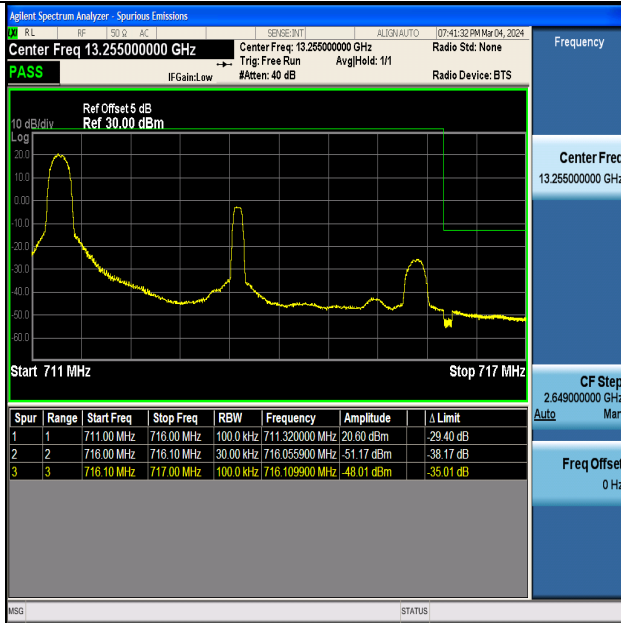 Agilent Spectrum Analyzer - Spurious Emissions
RL RF 50 Ω AC SENSE:INT ALIGN AUTO 07:41:32 PM Mar 04, 2024
Center Freq 13.255000000 GHz
Center Freq: 13.255000000 GHz
Radio Std: None
Trig: Free Run Avg|Hold: 1/1
PASS
IFGain:Low
#Atten: 40 dB
Radio Device: BTS
Ref Offset 5 dB
10 dB/div Ref 30.00 dBm
Log
20.0
10.0
0.00
-10.0
-20.0
-30.0
-40.0
-50.0
-60.0
Start 711 MHz Stop 717 MHz
Spur Range Start Freq Stop Freq RBW Frequency Amplitude Δ Limit
1 1 711.00 MHz 716.00 MHz 100.0 kHz 711.320000 MHz 20.60 dBm -29.40 dB
2 2 716.00 MHz 716.10 MHz 30.00 kHz 716.055900 MHz -51.17 dBm -38.17 dB
3 3 716.10 MHz 717.00 MHz 100.0 kHz 716.109900 MHz -48.01 dBm -35.01 dB
MSG STATUS
Frequency
Center Freq
13.255000000 GHz
CF Step
2.649000000 GHz
Auto Man
Freq Offset
0 Hz